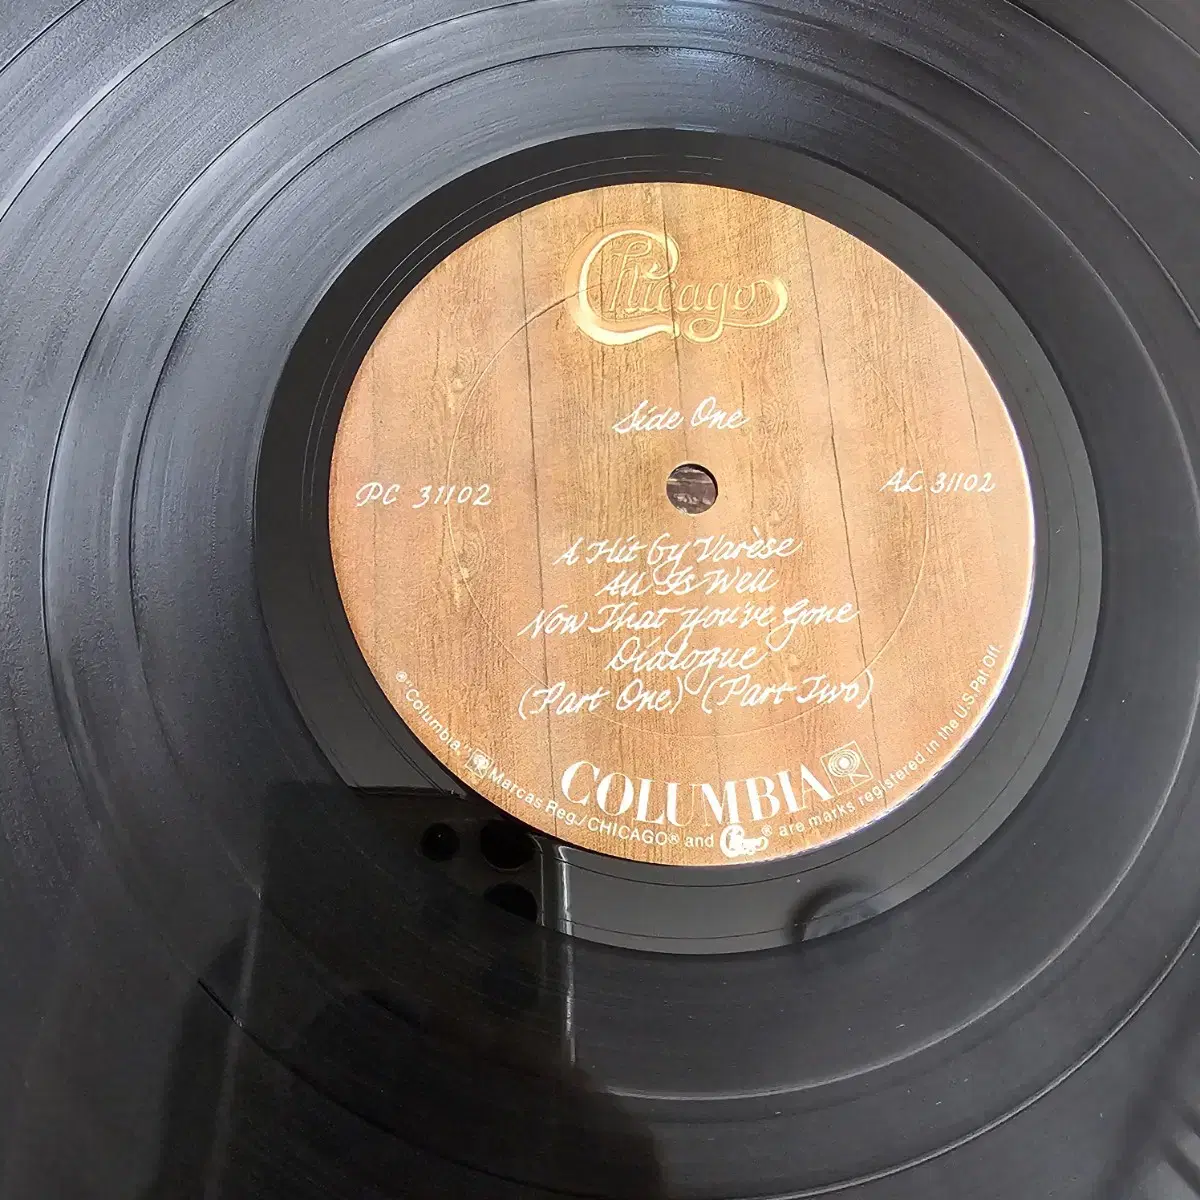 Chicago
Side One
PC 31102
AL 31102
A Hit by Varèse
All Is Well
Now That You've Gone
Dialogue
(Part One) (Part Two)
COLUMBIA
®"Columbia," Marcas Reg./CHICAGO® and Chicago® are marks registered in the U.S. Pat. Off.